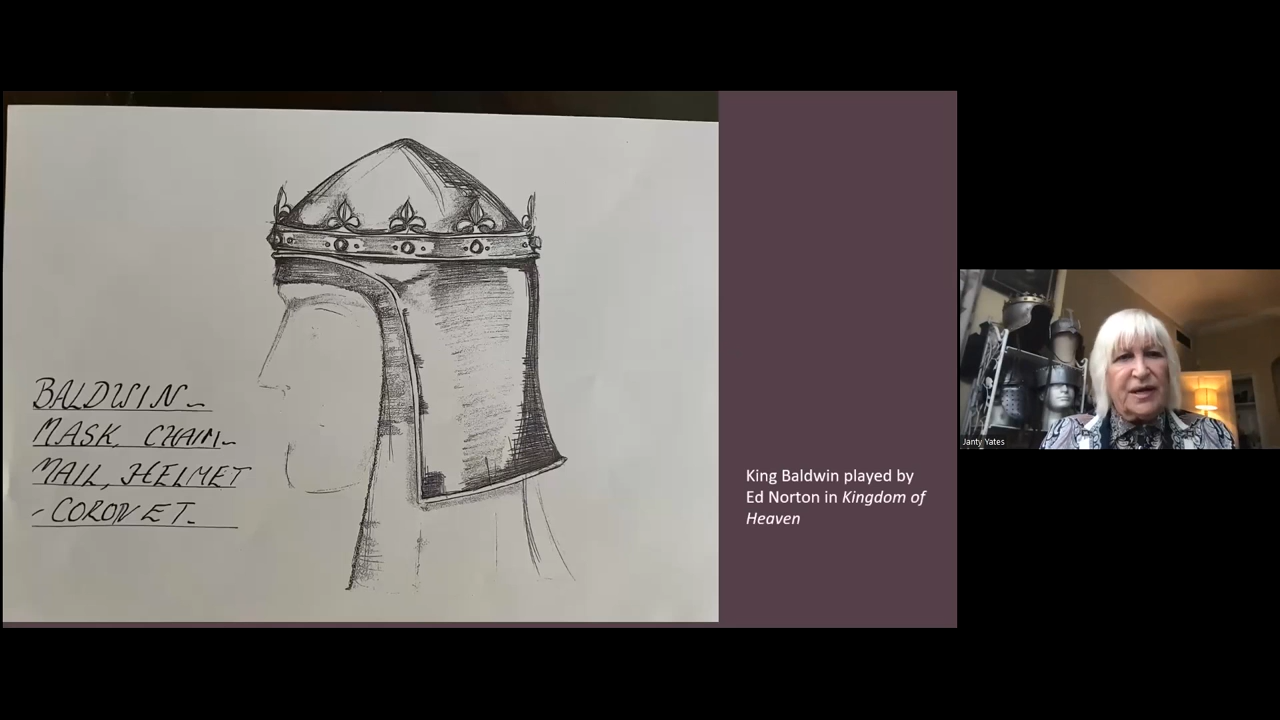 BALDWIN~
MASK, CHAIN~
MAIL, HELMET
- CORONET.
King Baldwin played by
Ed Norton in Kingdom of
Heaven
Janty Yates